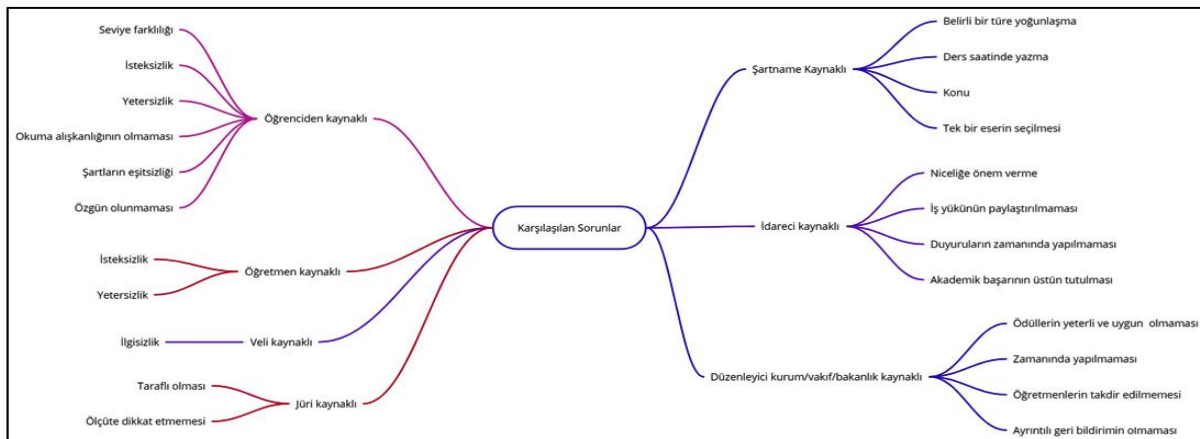 Karşılaşılan Sorunlar
Öğrenciden kaynaklı
Seviye farklılığı
İsteksizlik
Yetersizlik
Okuma alışkanlığının olmaması
Şartların eşitsizliği
Özgün olunmaması
Öğretmen kaynaklı
İsteksizlik
Yetersizlik
Veli kaynaklı
İlgisizlik
Jüri kaynaklı
Taraflı olması
Ölçüte dikkat etmemesi
Şartname Kaynaklı
Belirli bir türe yoğunlaşma
Ders saatinde yazma
Konu
Tek bir eserin seçilmesi
İdareci kaynaklı
Niceliğe önem verme
İş yükünün paylaştırılmaması
Duyuruların zamanında yapılmaması
Akademik başarının üstün tutulması
Düzenleyici kurum/vakıf/bakanlık kaynaklı
Ödüllerin yeterli ve uygun olmaması
Zamanında yapılmaması
Öğretmenlerin takdir edilmemesi
Ayrıntılı geri bildirimin olmaması